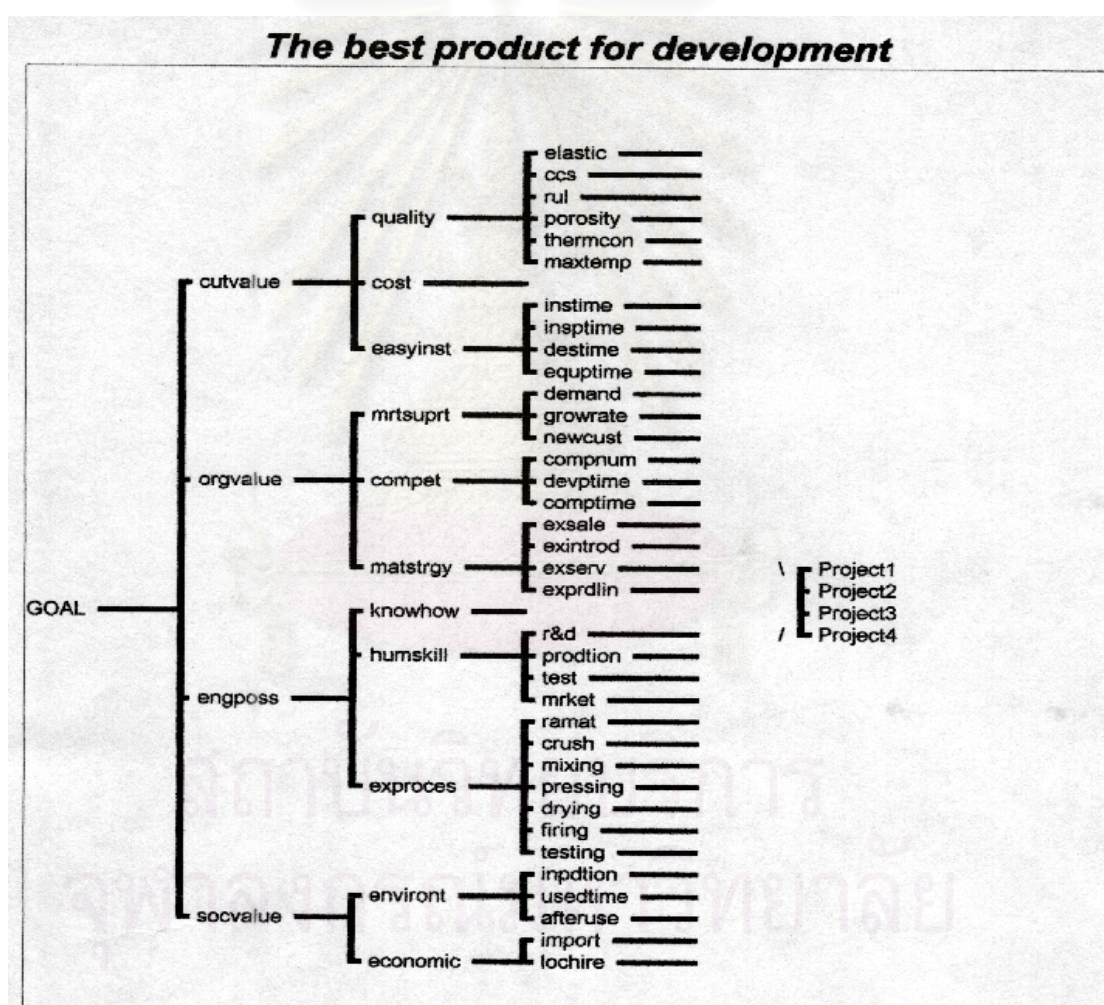 The best product for development
elastic
ccs
rul
quality porosity
thermcon
maxtemp
cutvalue cost
instime
insptime
easyinst destime
equptime
demand
mrtsuprt growrate
newcust
compnum
orgvalue compet devptime
comptime
exsale
exintrod
matstrgy exserv \ Project1
exprdlin Project2
GOAL knowhow Project3
r&d / Project4
humskill prodtion
test
engposs mrket
ramat
crush
mixing
exproces pressing
drying
firing
testing
inpdtion
environt usedtime
socvalue afteruse
import
economic lochire